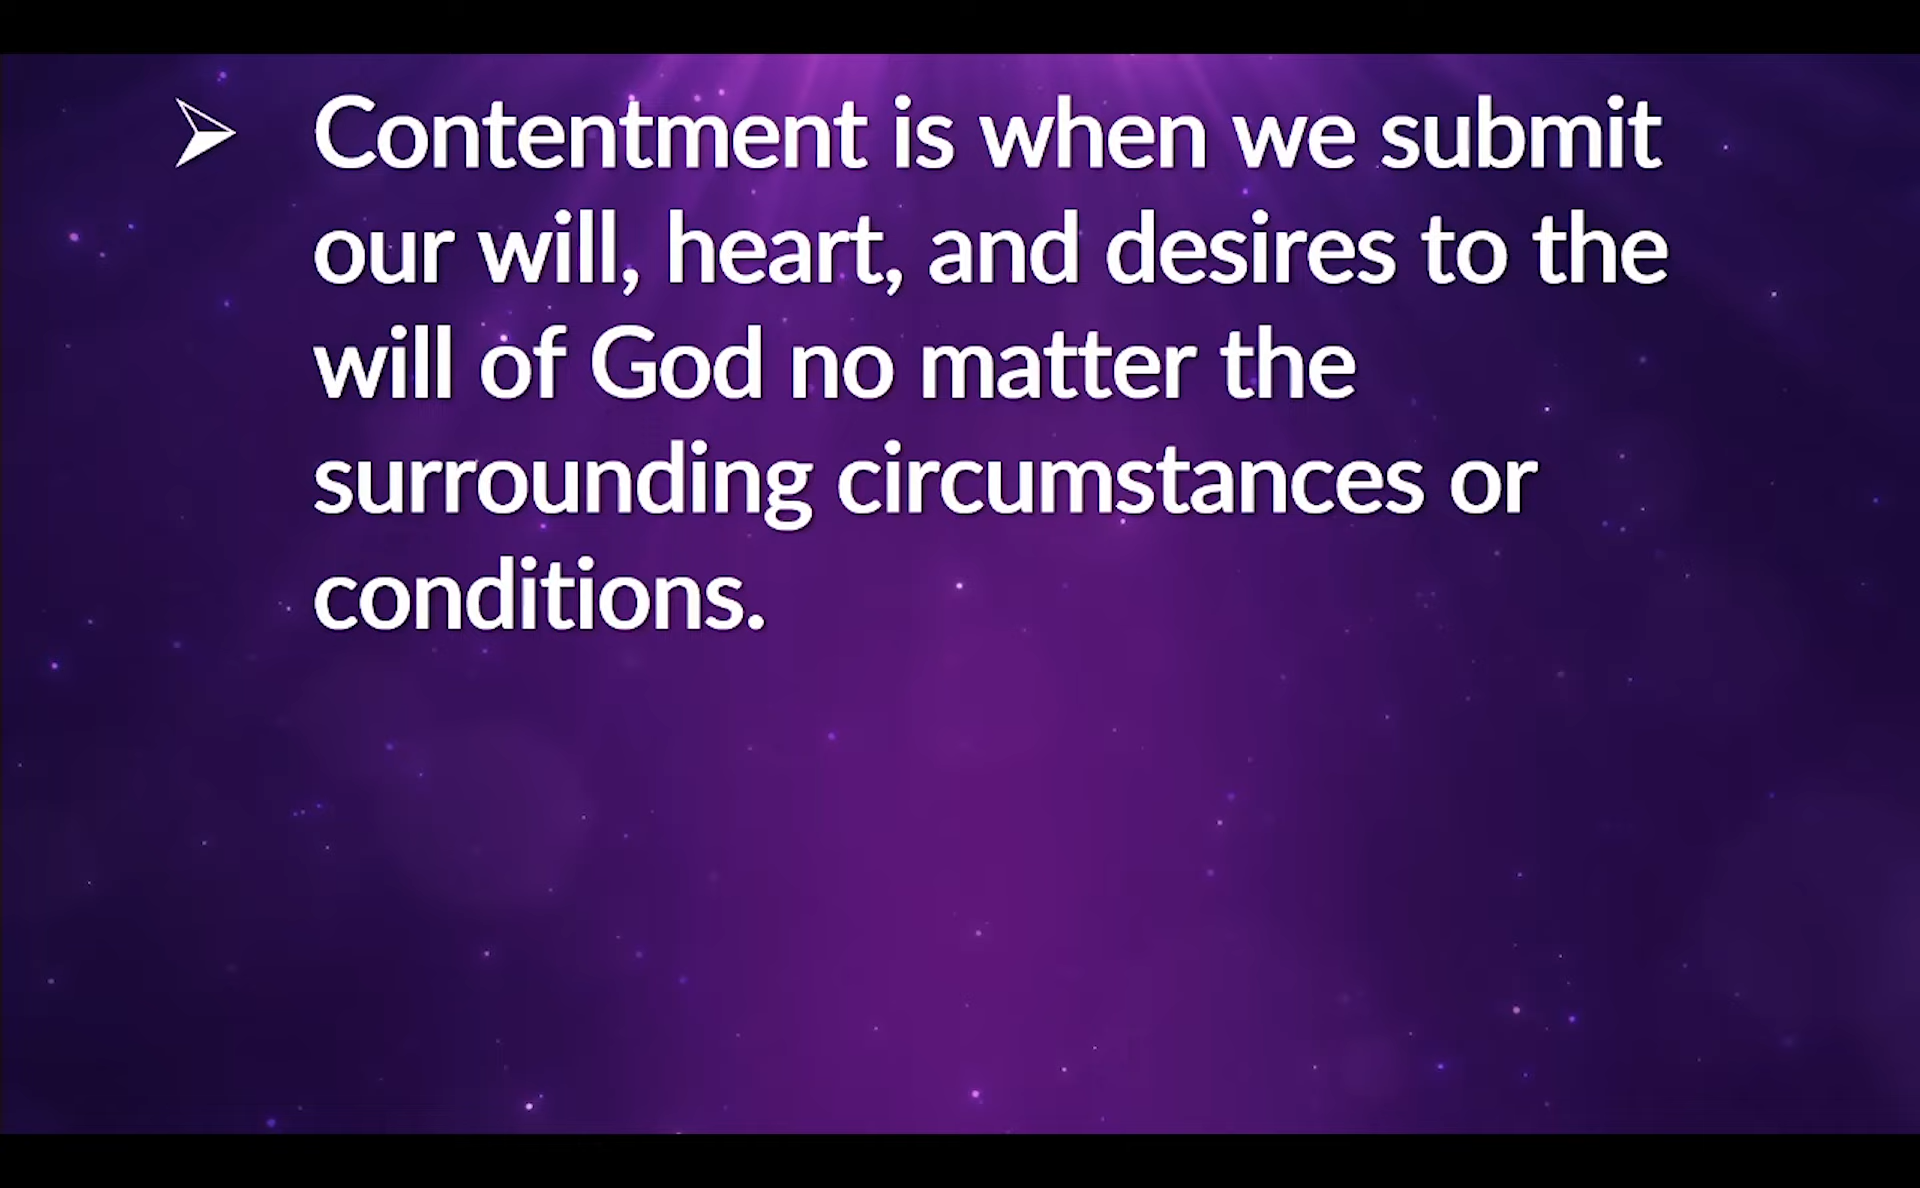 ➢ Contentment is when we submit
our will, heart, and desires to the
will of God no matter the
surrounding circumstances or
conditions.